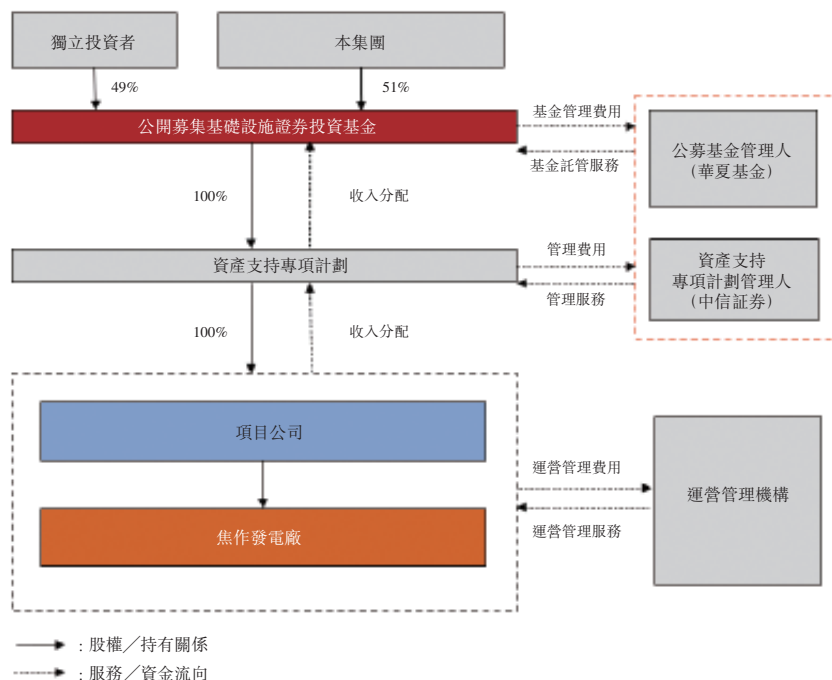 獨立投資者
本集團
49%
51%
公開募集基礎設施證券投資基金
基金管理費用
基金託管服務
公募基金管理人
(華夏基金)
100%
收入分配
資產支持專項計劃
管理費用
管理服務
資產支持
專項計劃管理人
(中信証券)
100%
收入分配
項目公司
焦作發電廠
運營管理費用
運營管理服務
運營管理機構
:股權／持有關係
:服務／資金流向